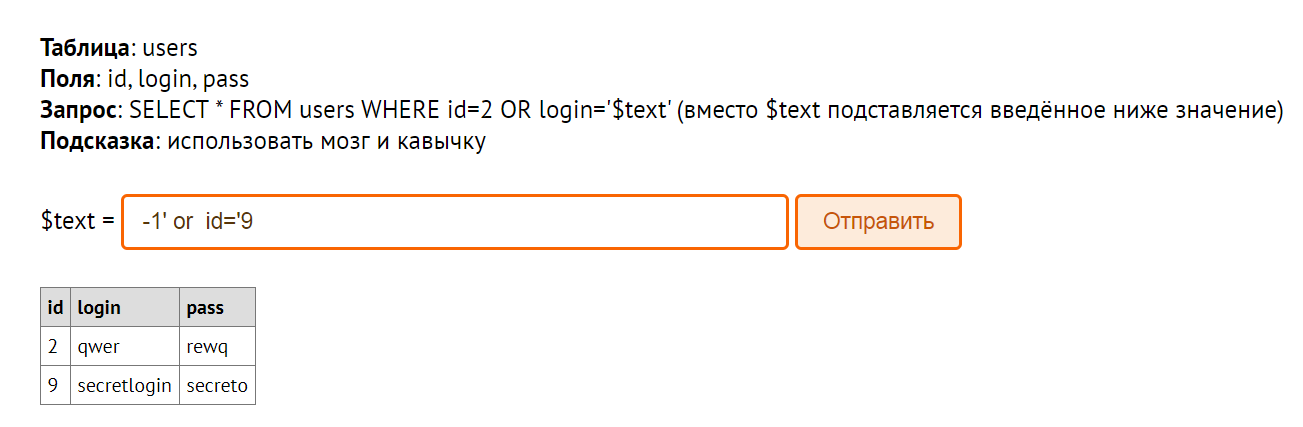 Таблица: users
Поля: id, login, pass
Запрос: SELECT * FROM users WHERE id=2 OR login='$text' (вместо $text подставляется введённое ниже значение)
Подсказка: использовать мозг и кавычку
$text = -1' or  id='9 Отправить
id login pass
2 qwer rewq
9 secretlogin secreto